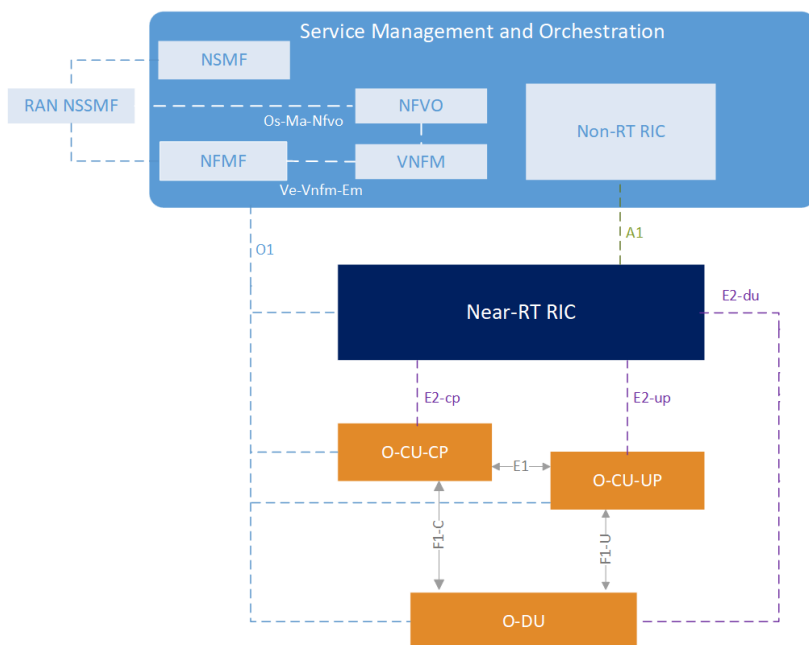 Service Management and Orchestration
NSMF
RAN NSSMF
NFVO
Os-Ma-Nfvo
Non-RT RIC
NFMF
VNFM
Ve-Vnfm-Em
O1
A1
Near-RT RIC
E2-du
E2-cp
E2-up
O-CU-CP
E1
O-CU-UP
F1-C
F1-U
O-DU